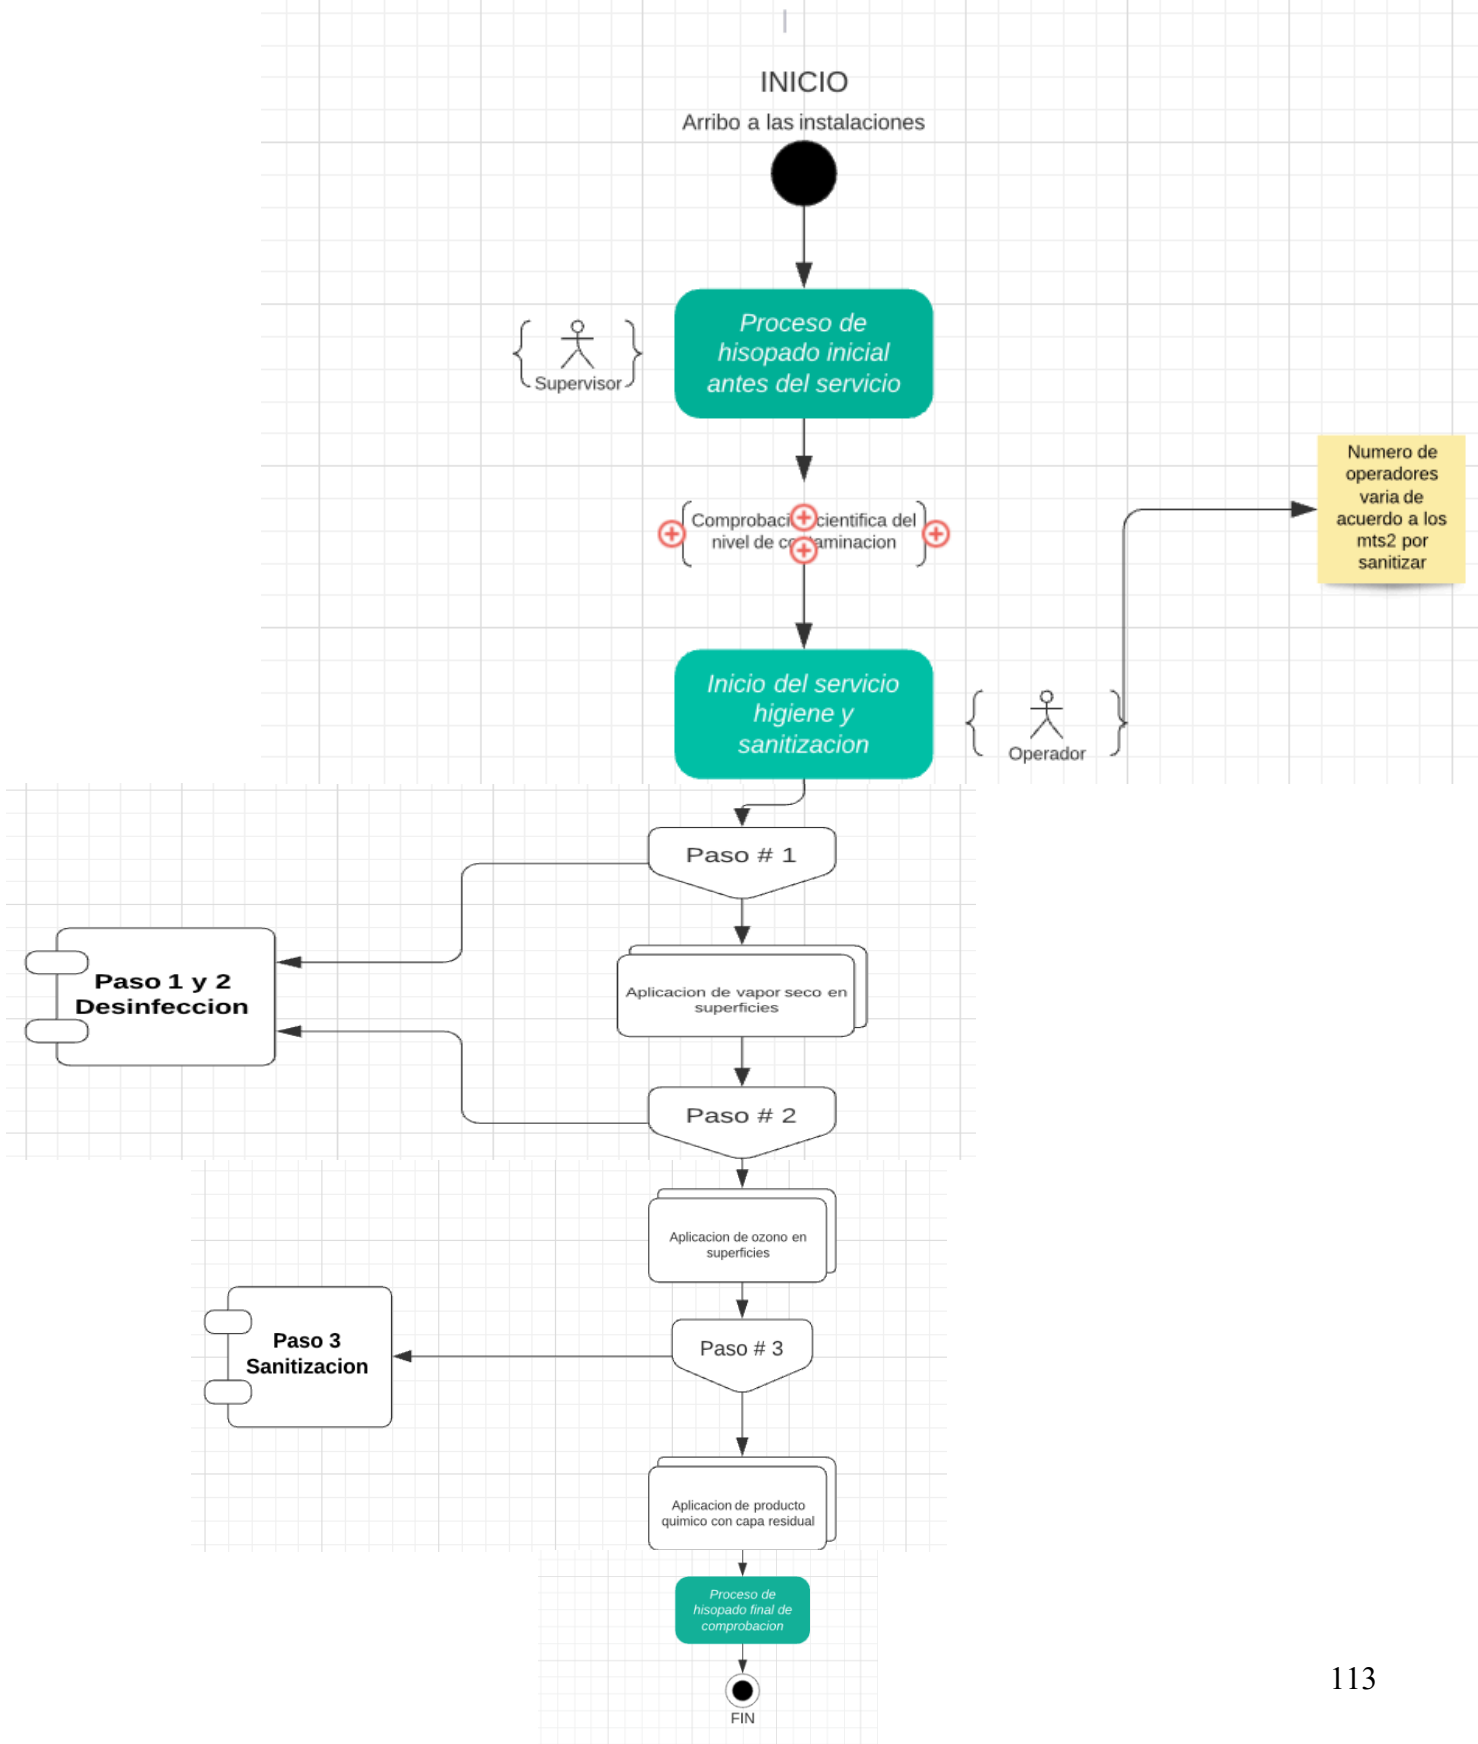 INICIO
Arribo a las instalaciones
Proceso de
hisopado inicial
antes del servicio
Supervisor
Numero de
operadores
varia de
acuerdo a los
mts2 por
sanitizar
cientifica del
nivel de
Inicio del servicio
higiene y
sanitizacion
Operador
Paso # 1
Paso 1 y 2
Desinfeccion
Aplicacion de vapor seco en
superficies
Paso # 2
Aplicacion de ozono en
superficies
Paso 3
Sanitizacion
Paso # 3
Aplicacion de producto
quimico con capa residual
Proceso de
hisopado final de
comprobacion
FIN
113